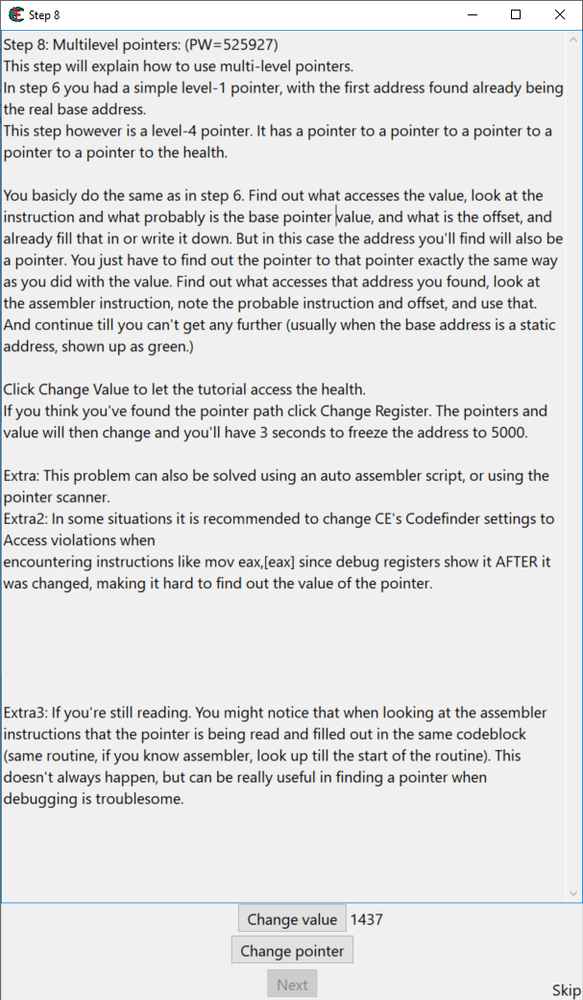 Step 8
Step 8: Multilevel pointers: (PW=525927)
This step will explain how to use multi-level pointers.
In step 6 you had a simple level-1 pointer, with the first address found already being
the real base address.
This step however is a level-4 pointer. It has a pointer to a pointer to a pointer to a
pointer to a pointer to the health.
You basicly do the same as in step 6. Find out what accesses the value, look at the
instruction and what probably is the base pointer value, and what is the offset, and
already fill that in or write it down. But in this case the address you'll find will also be
a pointer. You just have to find out the pointer to that pointer exactly the same way
as you did with the value. Find out what accesses that address you found, look at
the assembler instruction, note the probable instruction and offset, and use that.
And continue till you can't get any further (usually when the base address is a static
address, shown up as green.)
Click Change Value to let the tutorial access the health.
If you think you've found the pointer path click Change Register. The pointers and
value will then change and you'll have 3 seconds to freeze the address to 5000.
Extra: This problem can also be solved using an auto assembler script, or using the
pointer scanner.
Extra2: In some situations it is recommended to change CE's Codefinder settings to
Access violations when
encountering instructions like mov eax,[eax] since debug registers show it AFTER it
was changed, making it hard to find out the value of the pointer.
Extra3: If you're still reading. You might notice that when looking at the assembler
instructions that the pointer is being read and filled out in the same codeblock
(same routine, if you know assembler, look up till the start of the routine). This
doesn't always happen, but can be really useful in finding a pointer when
debugging is troublesome.
Change value 1437
Change pointer
Next
Skip